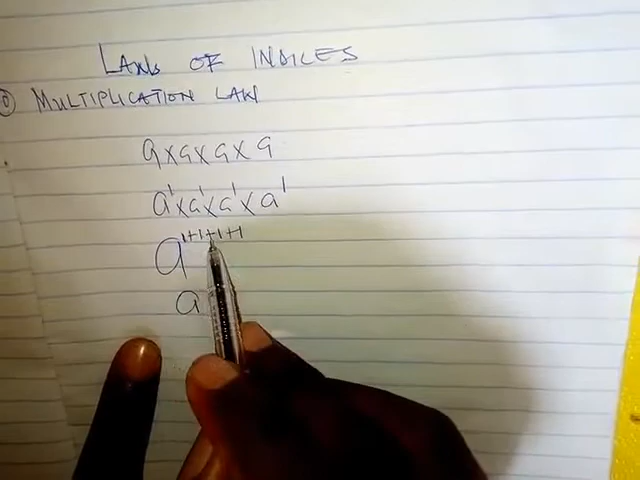 LAWS OF INDICES
① MULTIPLICATION LAW
a×a×a×a
a¹×a¹×a¹×a¹
a¹⁺¹⁺¹⁺¹
a